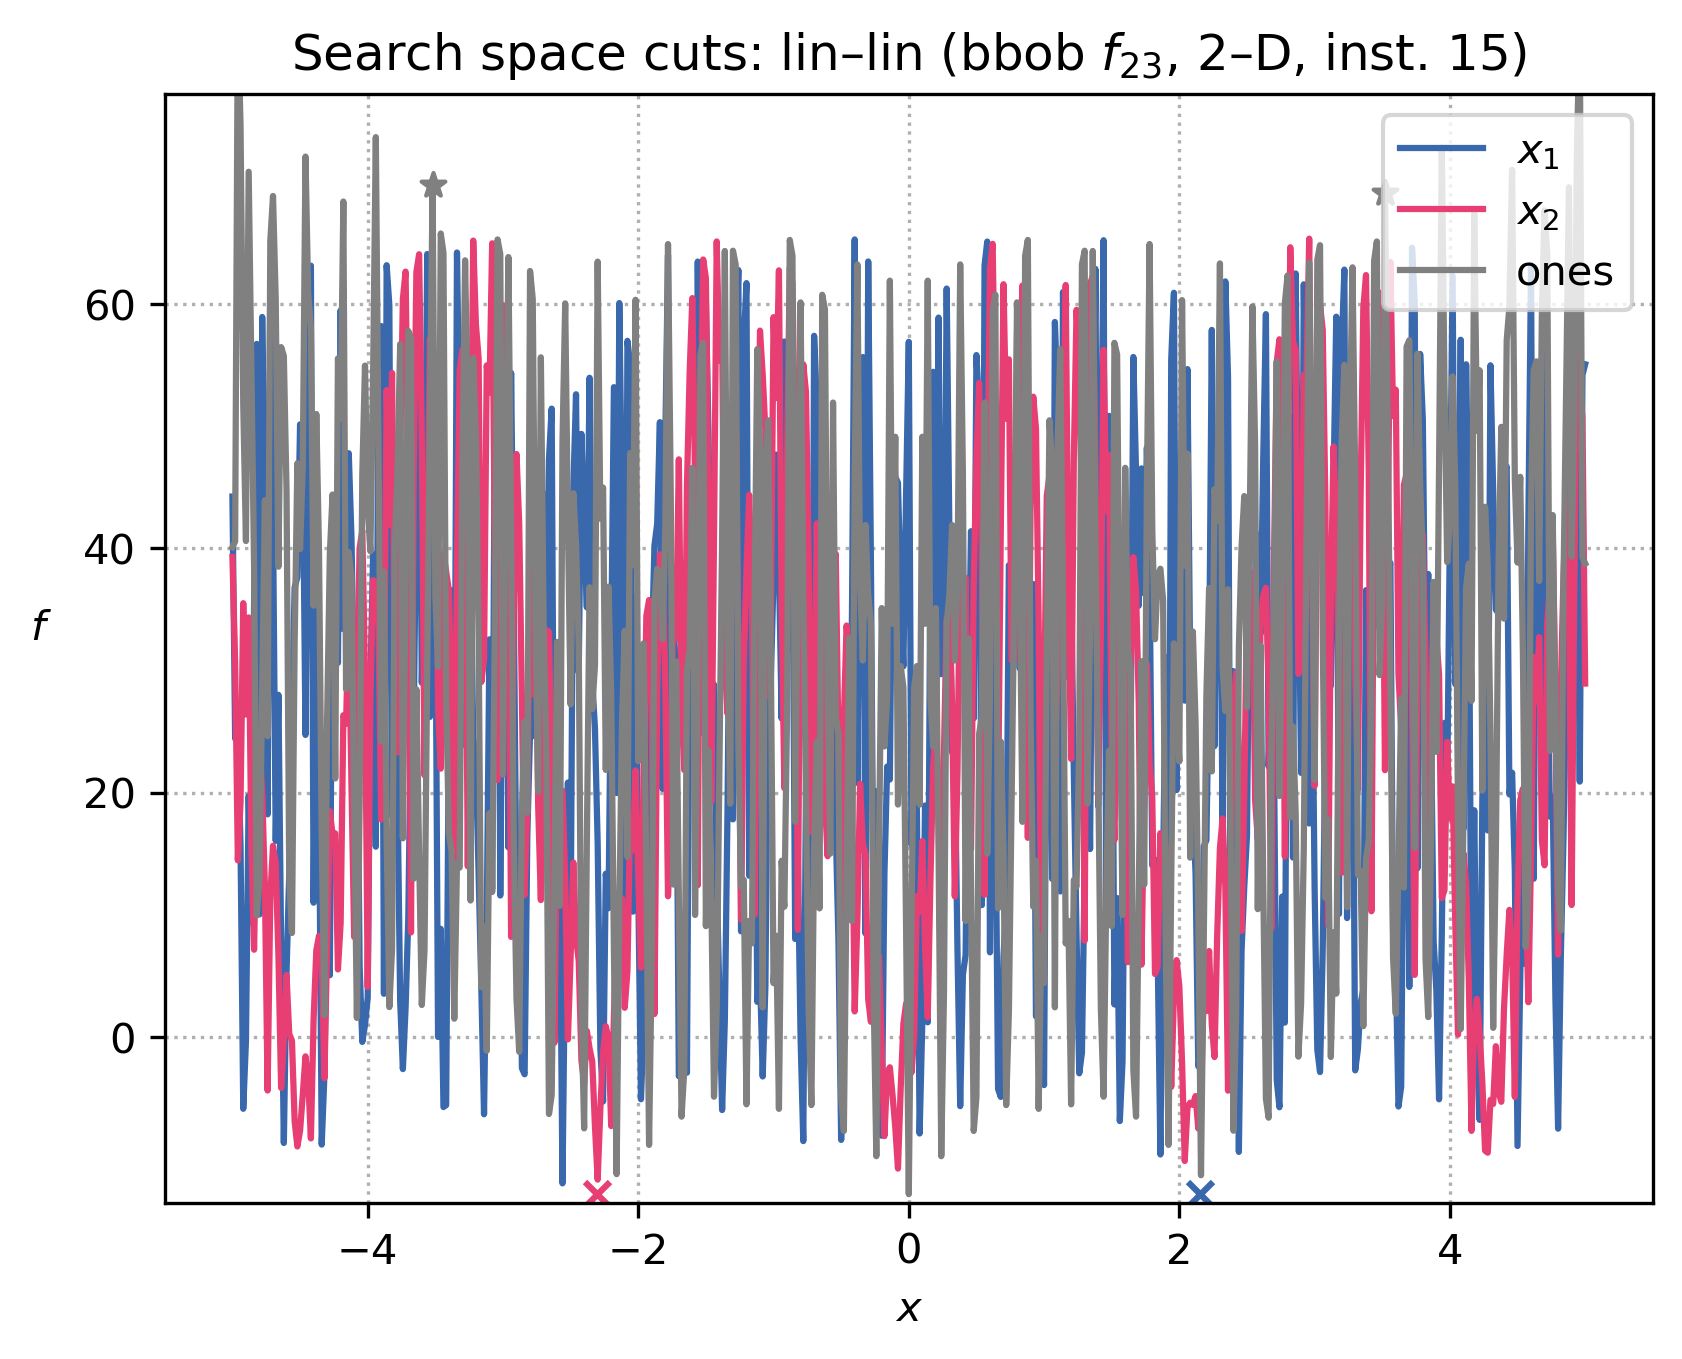 Search space cuts: lin–lin (bbob f₂₃, 2–D, inst. 15)
x₁
x₂
ones
60
40
20
0
f
−4
−2
0
2
4
x